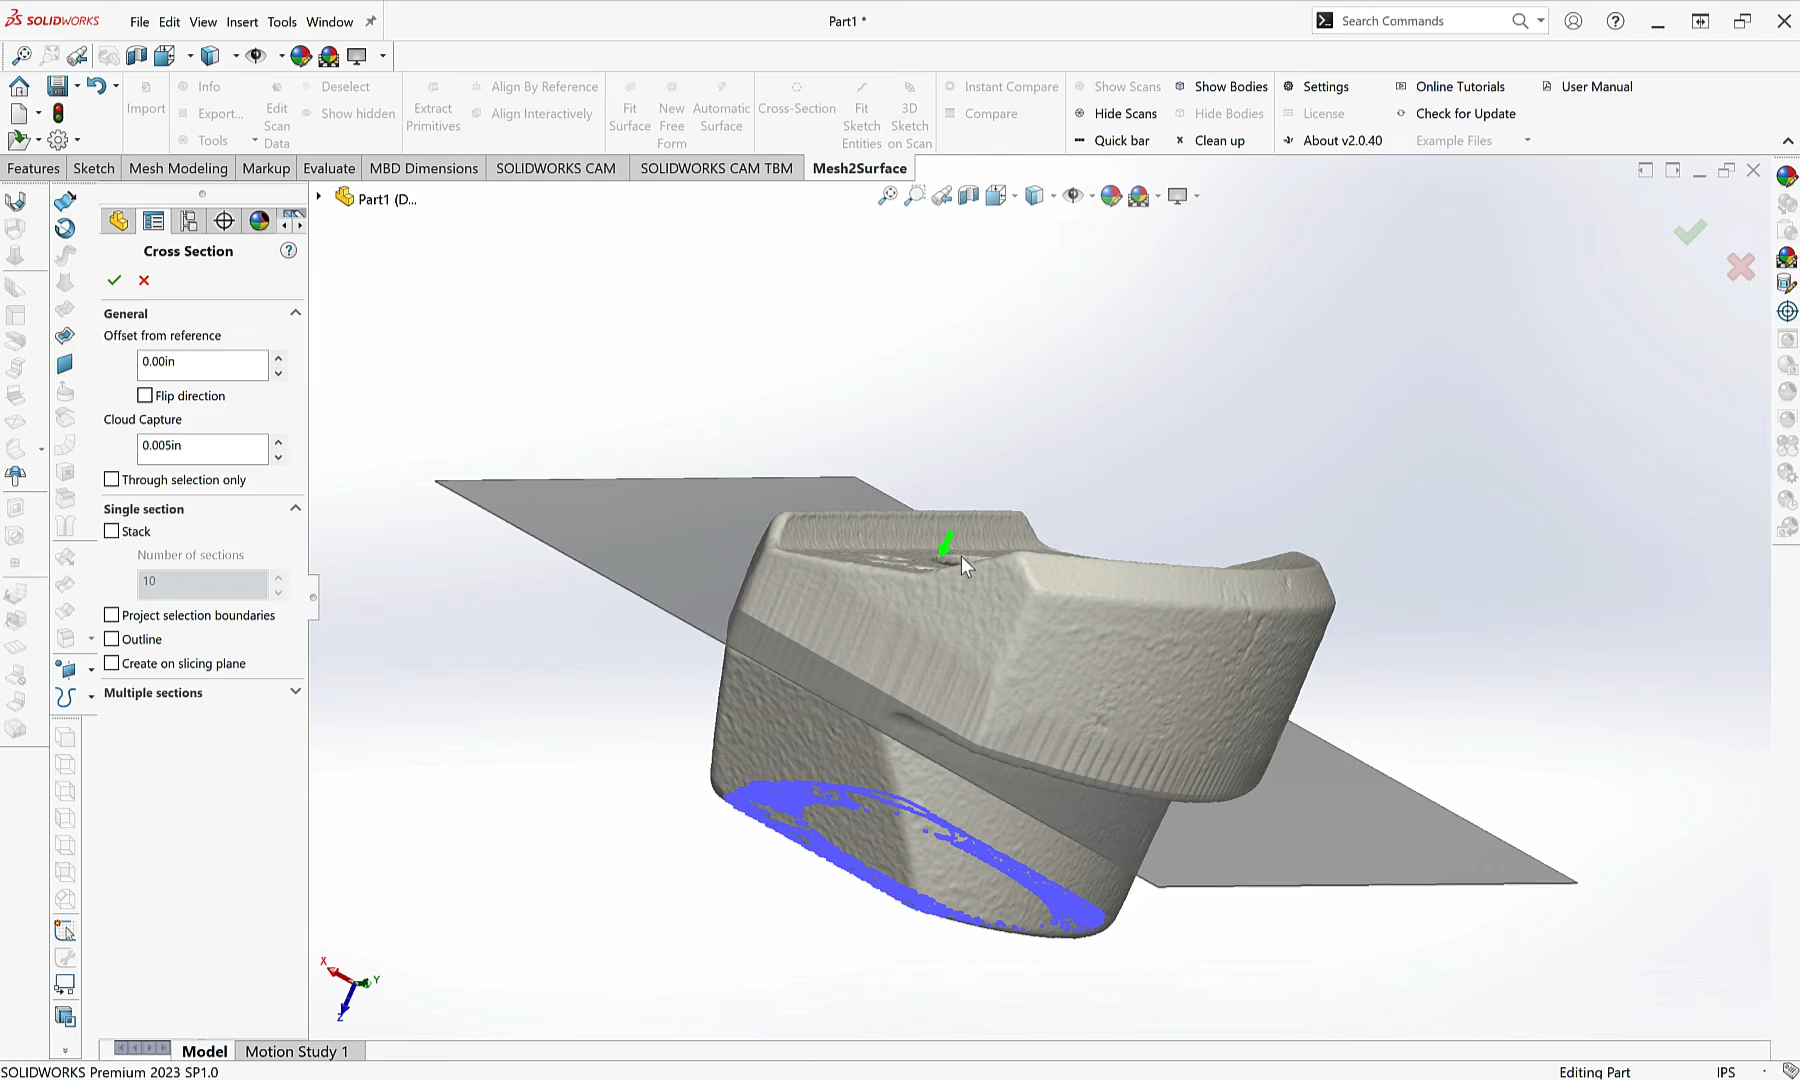 SOLIDWORKS
File Edit View Insert Tools Window
Part1 *
Search Commands
Import
Info
Export...
Tools
Edit Scan Data
Deselect
Show hidden
Extract Primitives
Align By Reference
Align Interactively
Fit Surface
New Free Form
Automatic Surface
Cross-Section
Fit Sketch Entities
3D Sketch on Scan
Instant Compare
Compare
Show Scans
Hide Scans
Quick bar
Show Bodies
Hide Bodies
Clean up
Settings
License
About v2.0.40
Online Tutorials
Check for Update
Example Files
User Manual
Features Sketch Mesh Modeling Markup Evaluate MBD Dimensions SOLIDWORKS CAM SOLIDWORKS CAM TBM Mesh2Surface
Part1 (D...
Cross Section
General
Offset from reference
0.00in
Flip direction
Cloud Capture
0.005in
Through selection only
Single section
Stack
Number of sections
10
Project selection boundaries
Outline
Create on slicing plane
Multiple sections
X
Y
Z
Model Motion Study 1
SOLIDWORKS Premium 2023 SP1.0
Editing Part
IPS